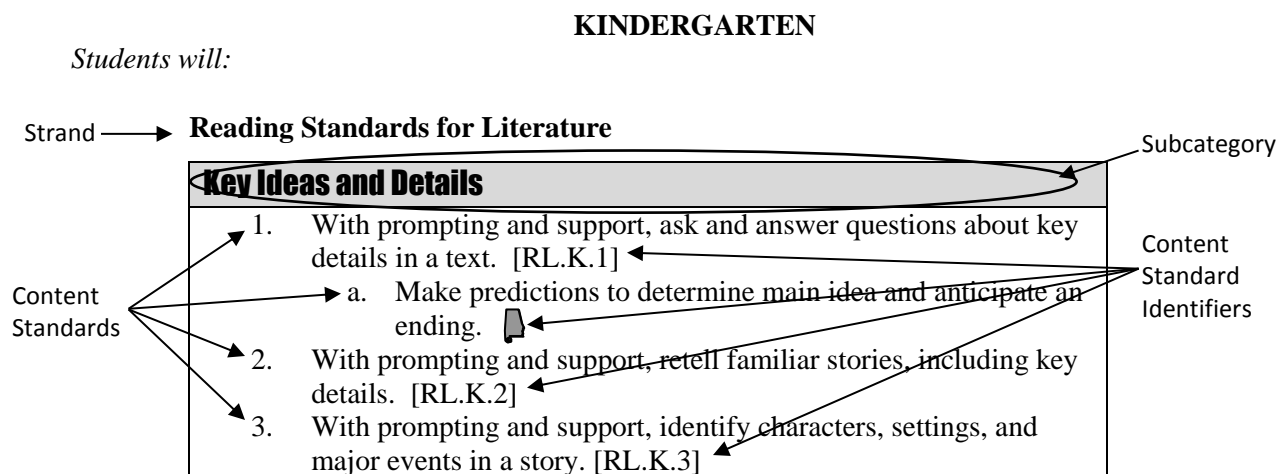 KINDERGARTEN
Students will:
Strand
Reading Standards for Literature
Subcategory
Key Ideas and Details
1. With prompting and support, ask and answer questions about key
details in a text. [RL.K.1]
a. Make predictions to determine main idea and anticipate an
ending.
2. With prompting and support, retell familiar stories, including key
details. [RL.K.2]
3. With prompting and support, identify characters, settings, and
major events in a story. [RL.K.3]
Content
Standards
Content
Standard
Identifiers